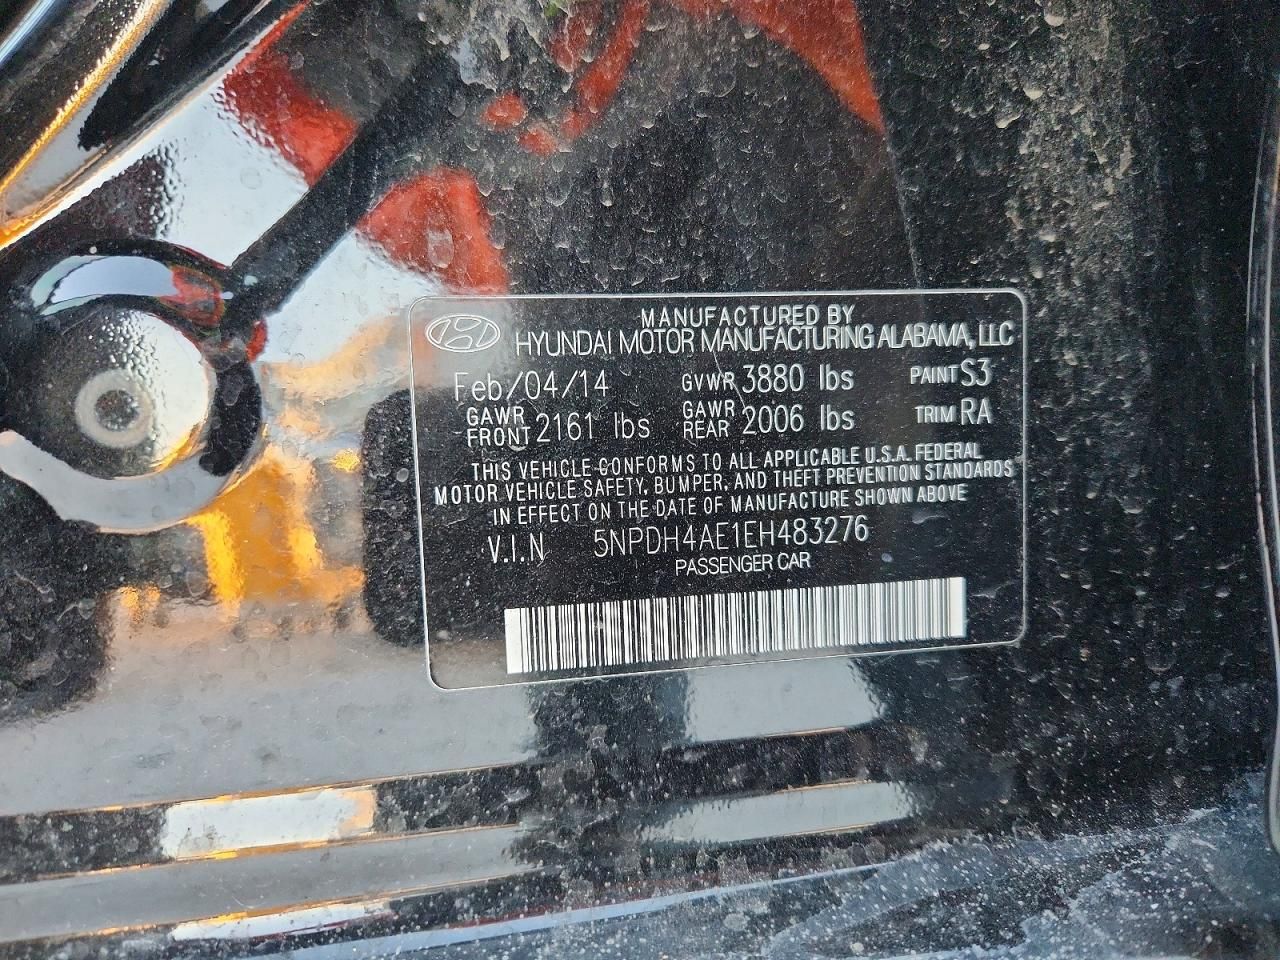 MANUFACTURED BY
HYUNDAI MOTOR MANUFACTURING ALABAMA, LLC
Feb/04/14 GVWR 3880 lbs PAINT S3
GAWR FRONT 2161 lbs GAWR REAR 2006 lbs TRIM RA
THIS VEHICLE CONFORMS TO ALL APPLICABLE U.S.A. FEDERAL
MOTOR VEHICLE SAFETY, BUMPER, AND THEFT PREVENTION STANDARDS
IN EFFECT ON THE DATE OF MANUFACTURE SHOWN ABOVE
V.I.N 5NPDH4AE1EH483276
PASSENGER CAR